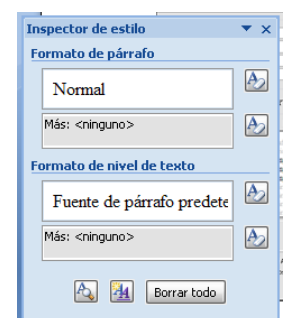 Inspector de estilo
Formato de párrafo
Normal
Más: <ninguno>
Formato de nivel de texto
Fuente de párrafo predete
Más: <ninguno>
Borrar todo